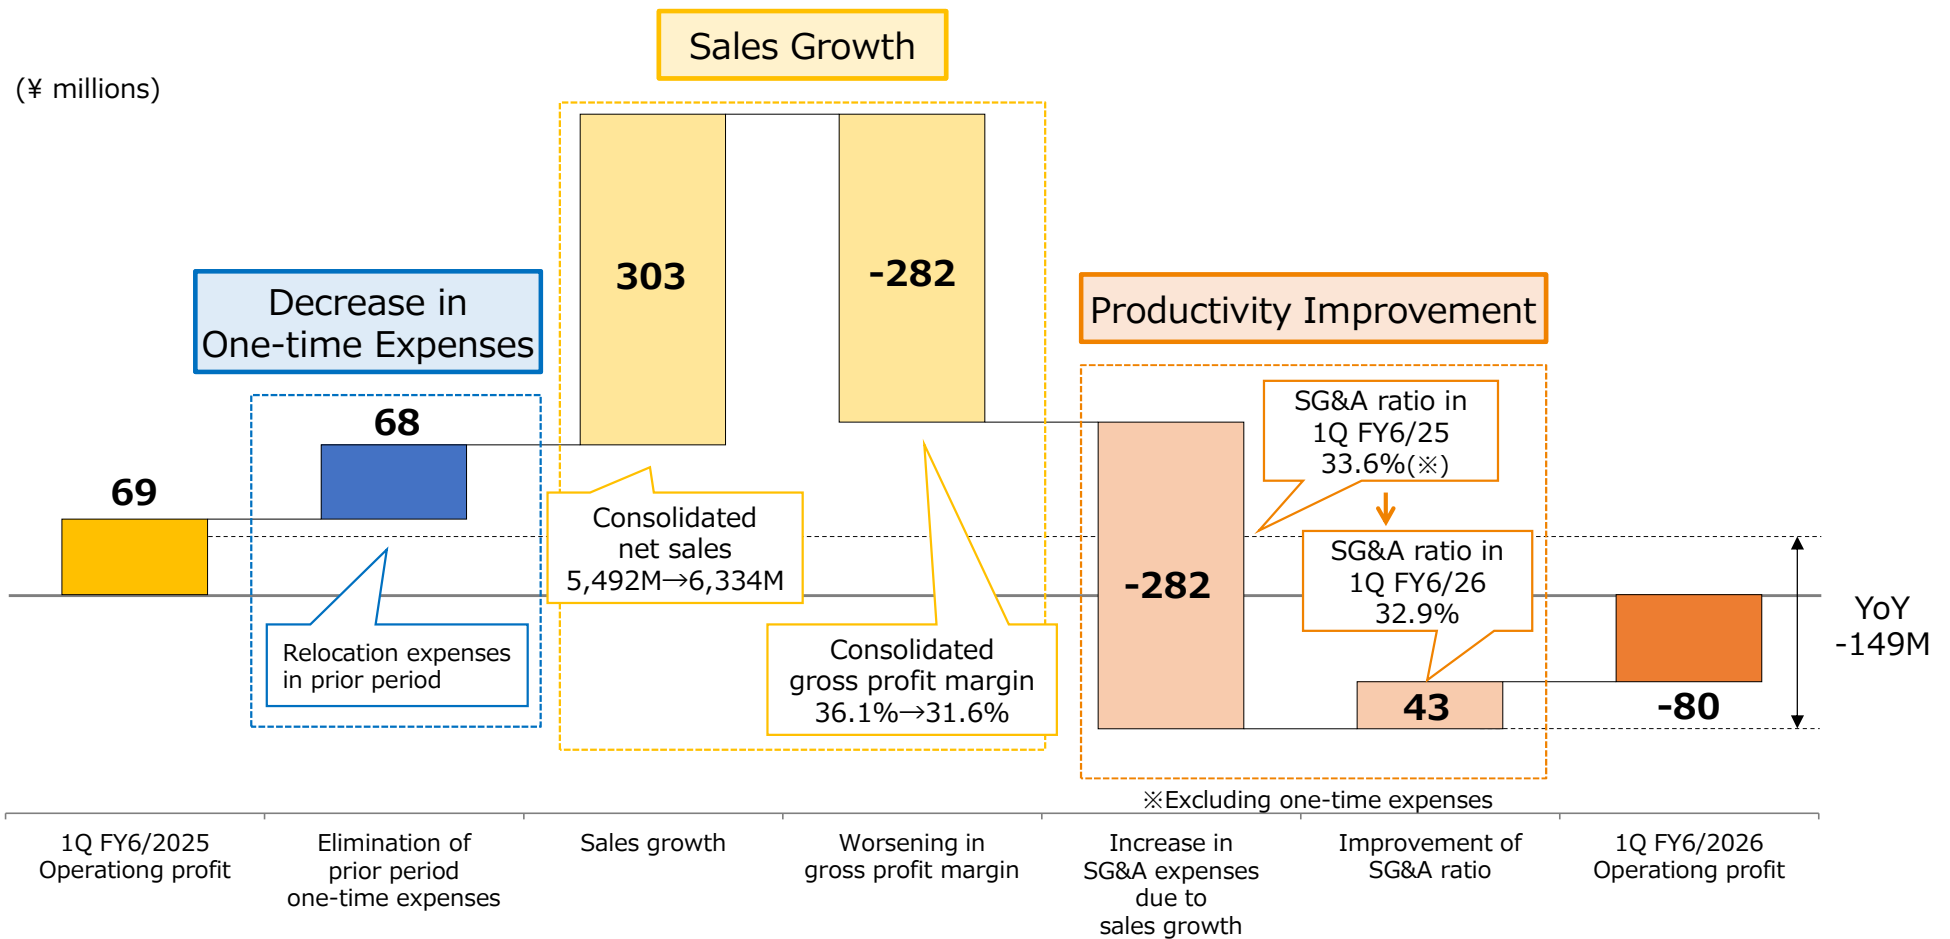 Sales Growth
(¥ millions)
303
-282
Decrease in
One-time Expenses
Productivity Improvement
68
69
SG&A ratio in
1Q FY6/25
33.6%(※)
Consolidated
net sales
5,492M→6,334M
SG&A ratio in
1Q FY6/26
32.9%
-282
Relocation expenses
in prior period
Consolidated
gross profit margin
36.1%→31.6%
YoY
-149M
43
-80
※Excluding one-time expenses
1Q FY6/2025
Operationg profit
Elimination of
prior period
one-time expenses
Sales growth
Worsening in
gross profit margin
Increase in
SG&A expenses
due to
sales growth
Improvement of
SG&A ratio
1Q FY6/2026
Operationg profit